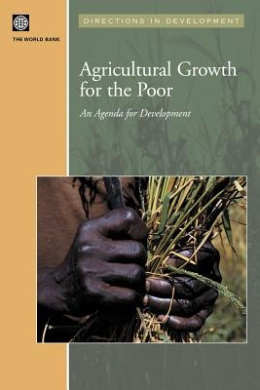 DIRECTIONS IN DEVELOPMENT
THE WORLD BANK
Agricultural Growth
for the Poor
An Agenda for Development